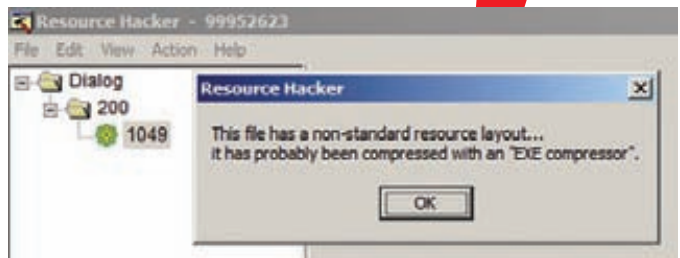 Resource Hacker - 99952623
File Edit View Action Help
Dialog
200
1049
Resource Hacker
This file has a non-standard resource layout...
it has probably been compressed with an "EXE compressor".
OK